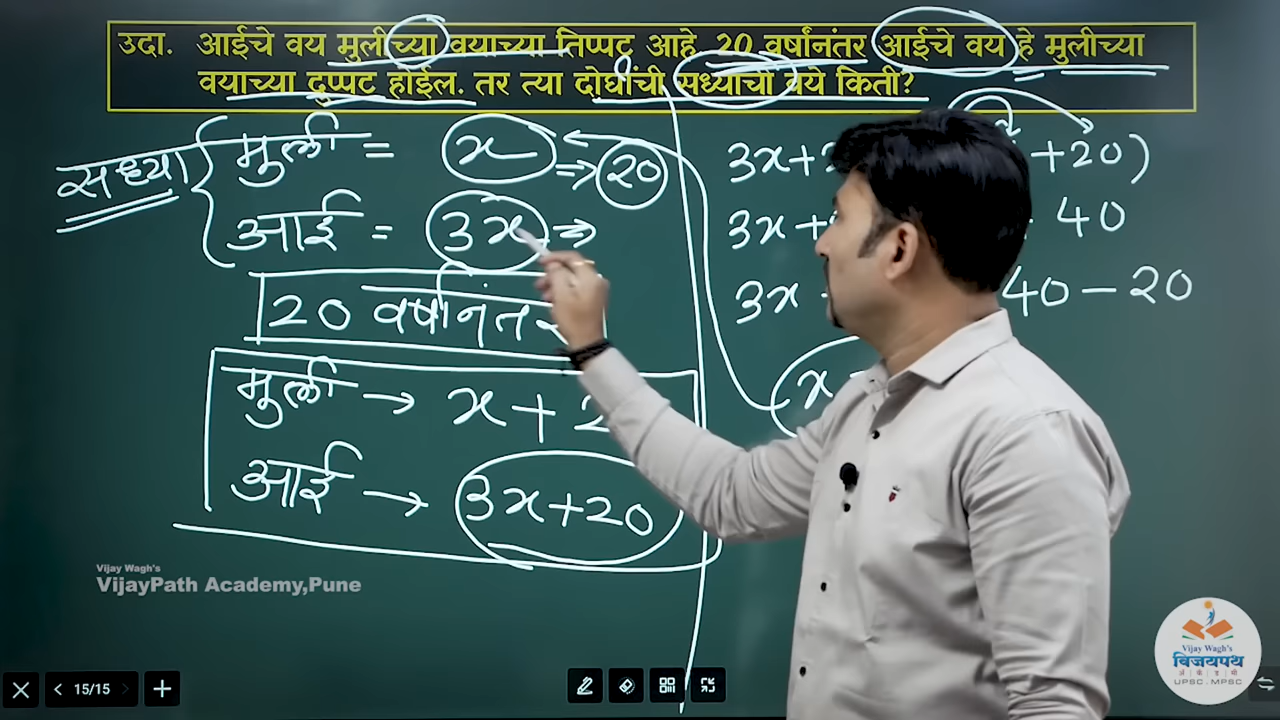 उदा. आईचे वय मुलीच्या वयाच्या तिप्पट आहे. 20 वर्षांनंतर आईचे वय हे मुलीच्या
वयाच्या दुप्पट होईल. तर त्या दोघांची सध्याची वये किती?
सध्या
मुली = x ⇒ 20
आई = 3x ⇒
20 वर्षानंतर
मुली → x + 2
आई → 3x+20
3x+2 +20)
3x+ 40
3x 40 - 20
x
Vijay Wagh's
VijayPath Academy,Pune
15/15
Vijay Wagh's
विजयपथ
UPSC . MPSC